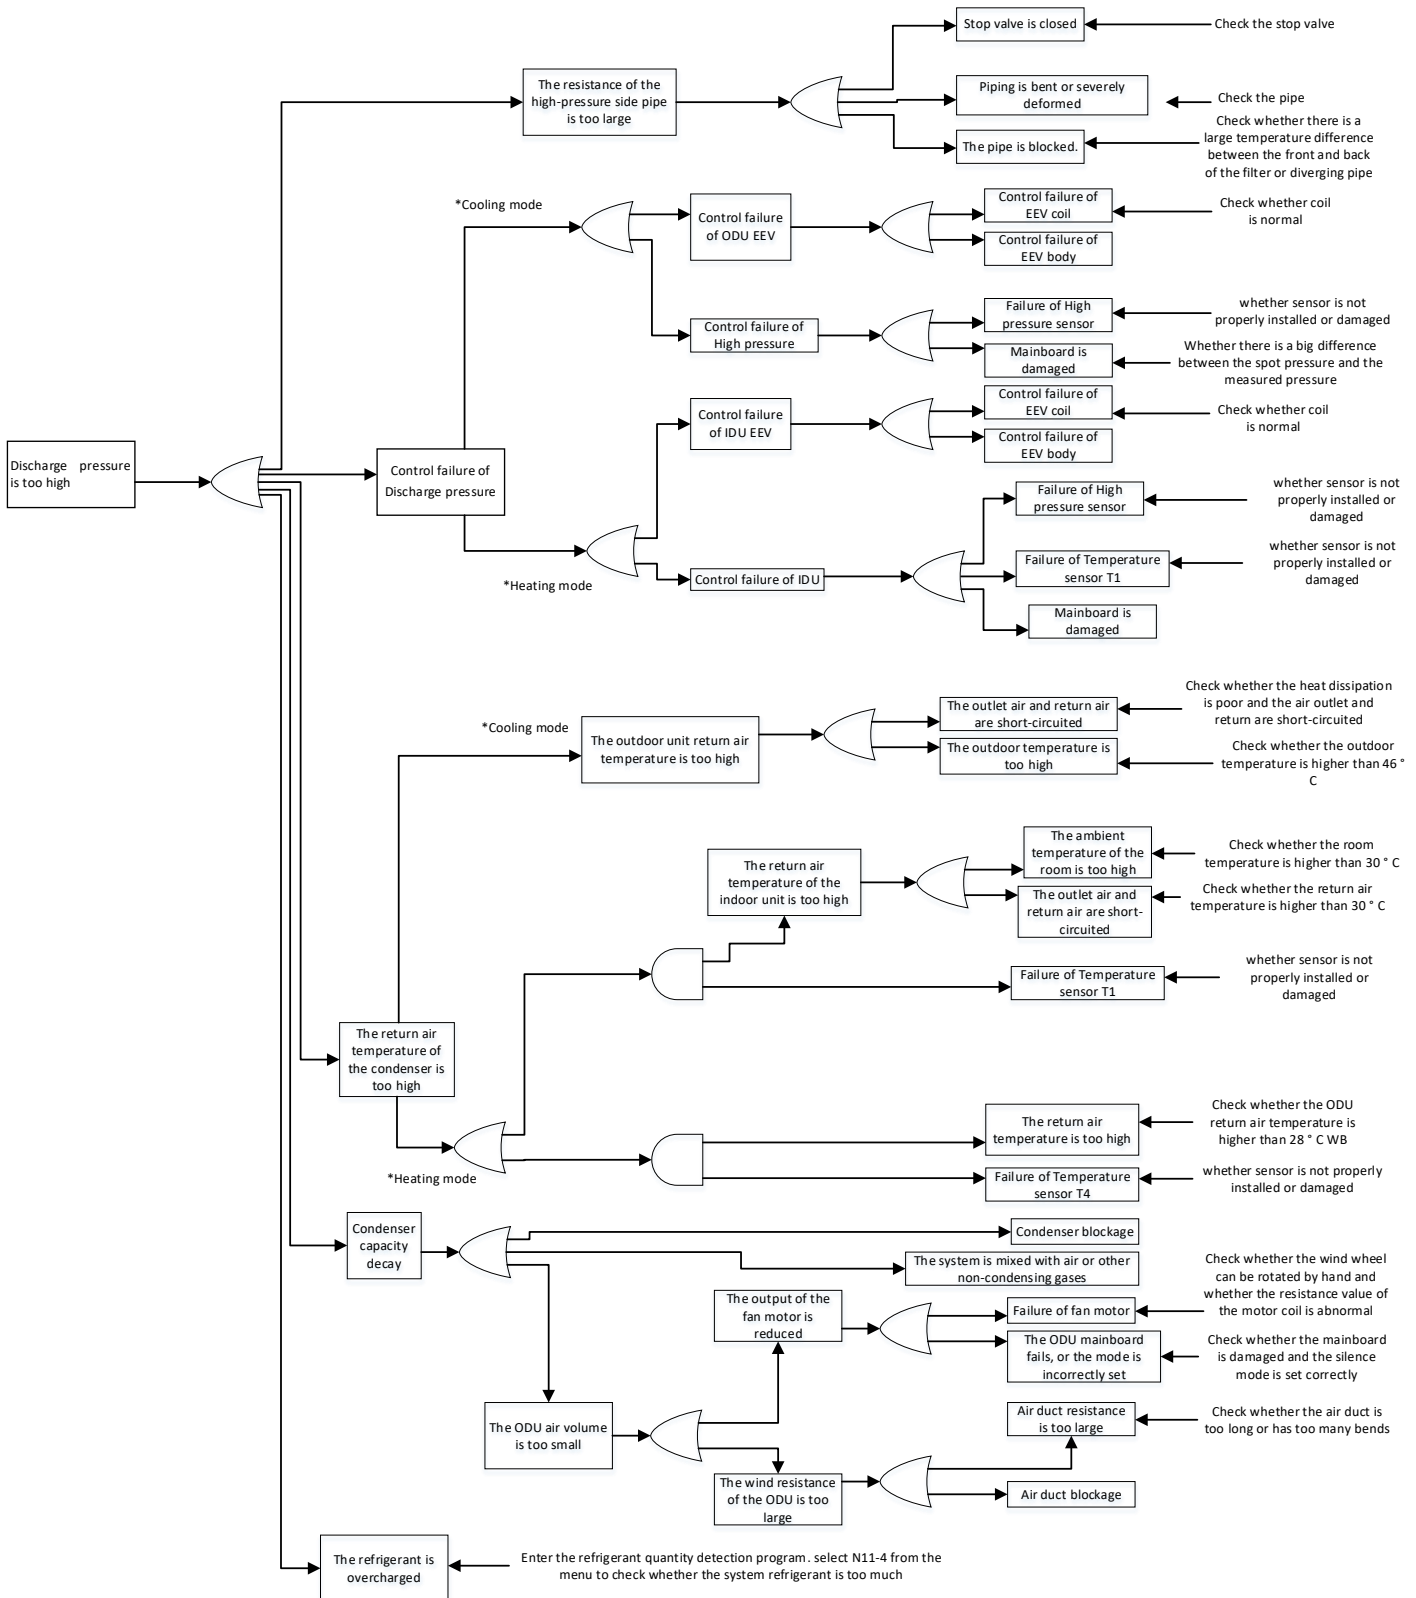 Stop valve is closed
Check the stop valve
The resistance of the
high-pressure side pipe
is too large
Piping is bent or severely
deformed
Check the pipe
The pipe is blocked.
Check whether there is a
large temperature difference
between the front and back
of the filter or diverging pipe
*Cooling mode
Control failure
of ODU EEV
Control failure of
EEV coil
Check whether coil
is normal
Control failure of
EEV body
Control failure of
High pressure
Failure of High
pressure sensor
whether sensor is not
properly installed or damaged
Mainboard is
damaged
Whether there is a big difference
between the spot pressure and the
measured pressure
Control failure
of IDU EEV
Control failure of
EEV coil
Check whether coil
is normal
Control failure of
EEV body
Discharge pressure
is too high
Control failure of
Discharge pressure
Failure of High
pressure sensor
whether sensor is not
properly installed or
damaged
*Heating mode
Control failure of IDU
Failure of Temperature
sensor T1
whether sensor is not
properly installed or
damaged
Mainboard is
damaged
*Cooling mode
The outdoor unit return air
temperature is too high
The outlet air and return air
are short-circuited
Check whether the heat dissipation
is poor and the air outlet and
return are short-circuited
The outdoor temperature is
too high
Check whether the outdoor
temperature is higher than 46 °
C
The return air
temperature of the
indoor unit is too high
The ambient
temperature of the
room is too high
Check whether the room
temperature is higher than 30 ° C
The outlet air and
return air are short-
circuited
Check whether the return air
temperature is higher than 30 ° C
Failure of Temperature
sensor T1
whether sensor is not
properly installed or
damaged
The return air
temperature of
the condenser is
too high
*Heating mode
The return air
temperature is too high
Check whether the ODU
return air temperature is
higher than 28 ° C WB
Failure of Temperature
sensor T4
whether sensor is not properly
installed or damaged
Condenser
capacity
decay
Condenser blockage
The system is mixed with air or other
non-condensing gases
The output of the
fan motor is
reduced
Failure of fan motor
Check whether the wind wheel
can be rotated by hand and
whether the resistance value of
the motor coil is abnormal
The ODU mainboard
fails, or the mode is
incorrectly set
Check whether the mainboard
is damaged and the silence
mode is set correctly
The ODU air volume
is too small
Air duct resistance
is too large
Check whether the air duct is
too long or has too many bends
The wind resistance
of the ODU is too
large
Air duct blockage
The refrigerant is
overcharged
Enter the refrigerant quantity detection program. select N11-4 from the
menu to check whether the system refrigerant is too much